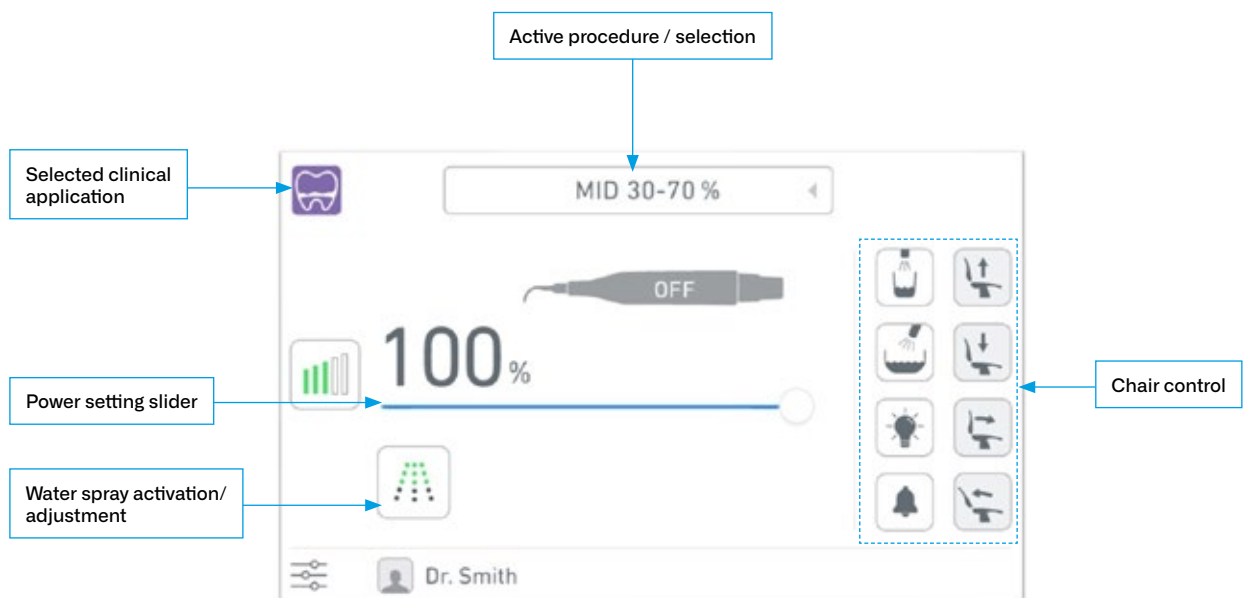 Active procedure / selection
Selected clinical
application
MID 30-70 %
OFF
100%
Power setting slider
Chair control
Water spray activation/
adjustment
Dr. Smith